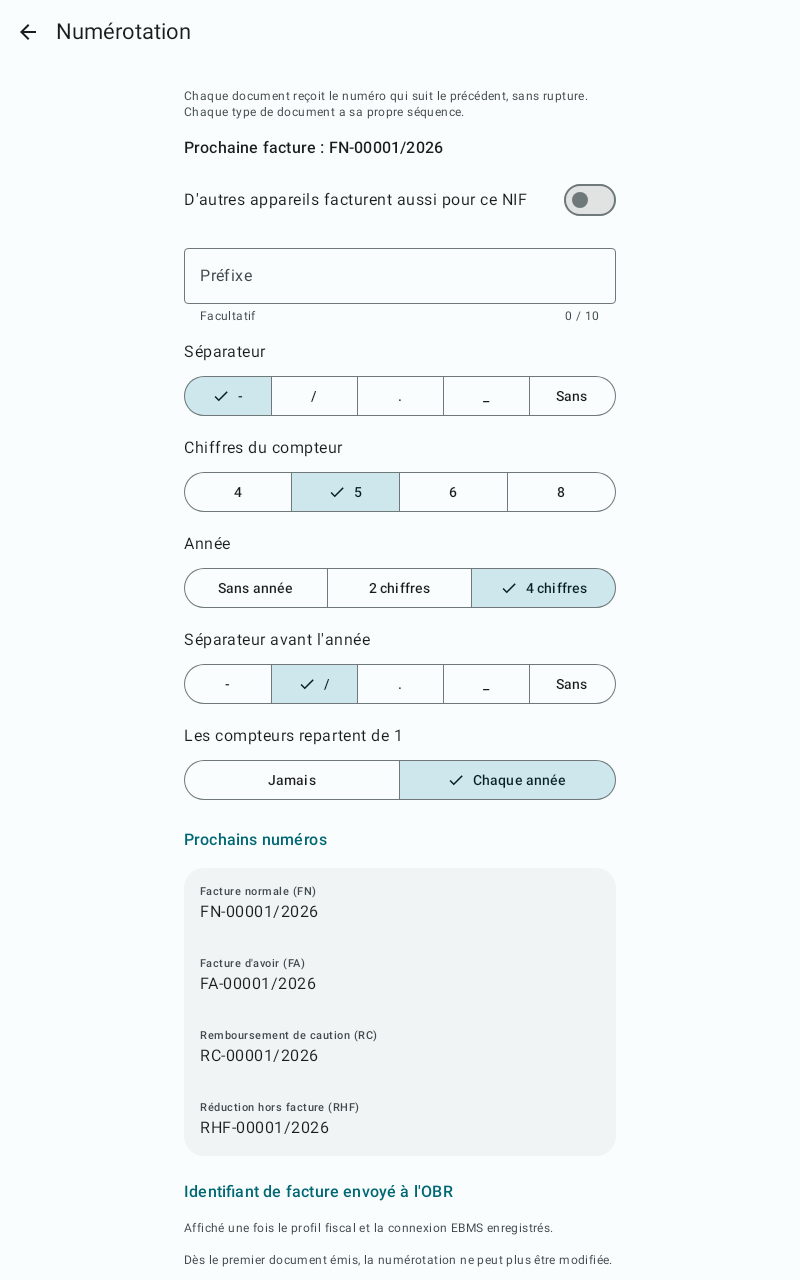 Numérotation
Chaque document reçoit le numéro qui suit le précédent, sans rupture.
Chaque type de document a sa propre séquence.
Prochaine facture : FN-00001/2026
D'autres appareils facturent aussi pour ce NIF
Préfixe
Facultatif 0 / 10
Séparateur
- / . _ Sans
Chiffres du compteur
4 5 6 8
Année
Sans année 2 chiffres 4 chiffres
Séparateur avant l'année
- / . _ Sans
Les compteurs repartent de 1
Jamais Chaque année
Prochains numéros
Facture normale (FN)
FN-00001/2026
Facture d'avoir (FA)
FA-00001/2026
Remboursement de caution (RC)
RC-00001/2026
Réduction hors facture (RHF)
RHF-00001/2026
Identifiant de facture envoyé à l'OBR
Affiché une fois le profil fiscal et la connexion EBMS enregistrés.
Dès le premier document émis, la numérotation ne peut plus être modifiée.